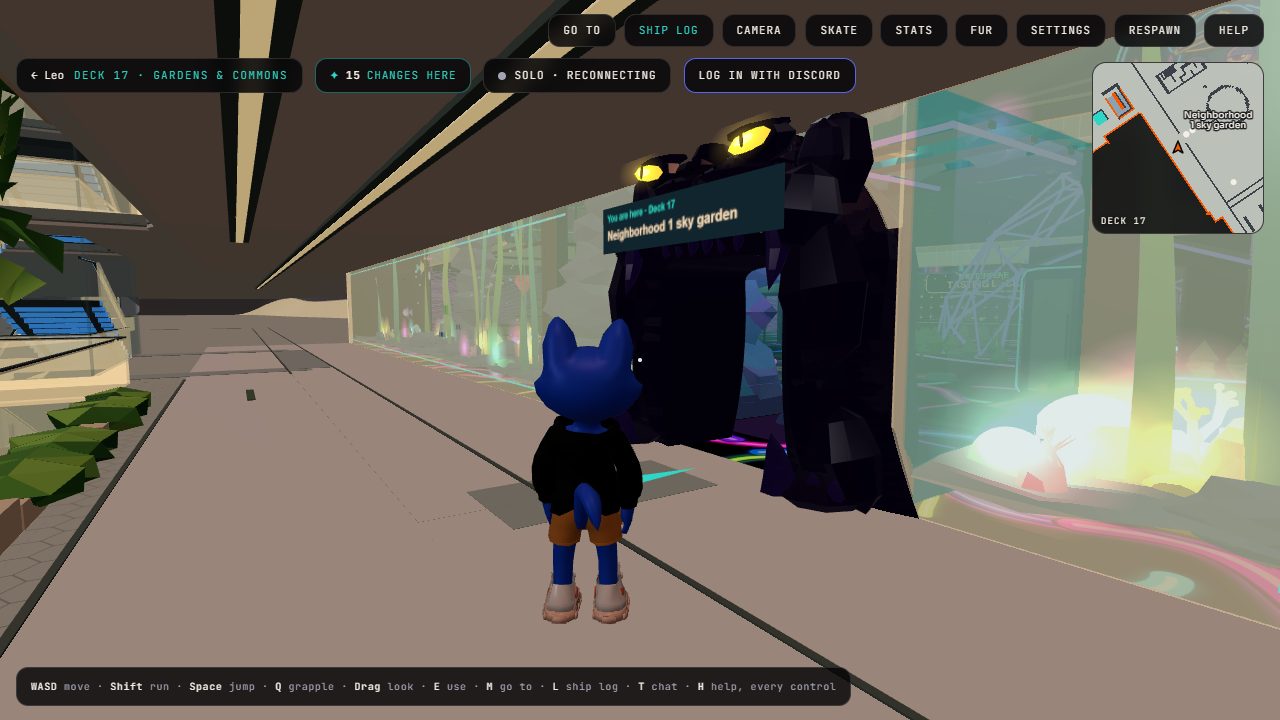 GO TO
SHIP LOG
CAMERA
SKATE
STATS
FUR
SETTINGS
RESPAWN
HELP
← Leo DECK 17 · GARDENS & COMMONS
✦ 15 CHANGES HERE
SOLO · RECONNECTING
LOG IN WITH DISCORD
Neighborhood
1 sky garden
DECK 17
You are here · Deck 17
Neighborhood 1 sky garden
WASD move · Shift run · Space jump · Q grapple · Drag look · E use · M go to · L ship log · T chat · H help, every control